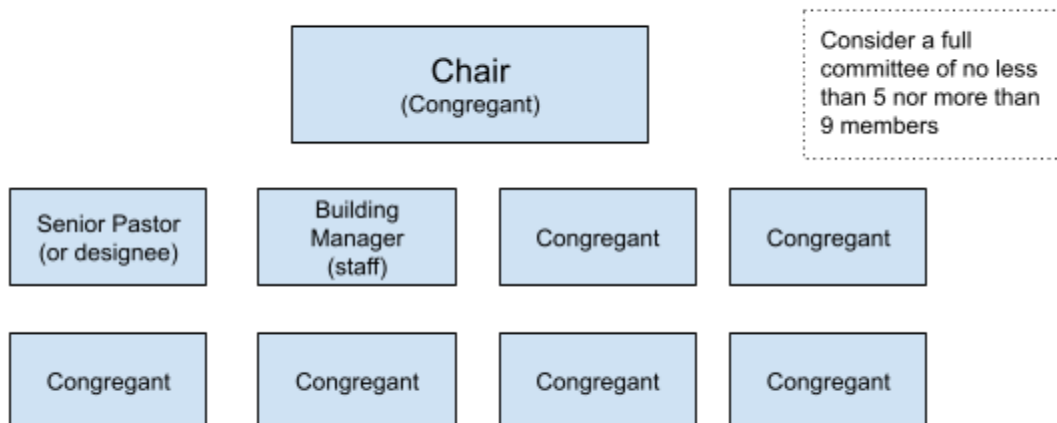 Chair
(Congregant)
Consider a full
committee of no less
than 5 nor more than
9 members
Senior Pastor
(or designee)
Building
Manager
(staff)
Congregant
Congregant
Congregant
Congregant
Congregant
Congregant